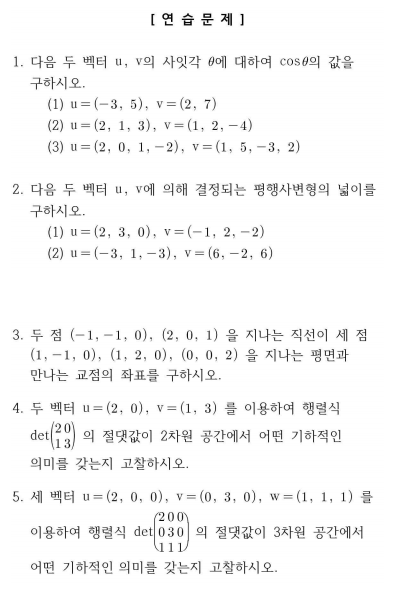 [ 연 습 문 제 ]
1. 다음 두 벡터 u, v의 사잇각 θ에 대하여 cosθ의 값을
구하시오.
(1) u=(−3, 5), v=(2, 7)
(2) u=(2, 1, 3), v=(1, 2, −4)
(3) u=(2, 0, 1, −2), v=(1, 5, −3, 2)
2. 다음 두 벡터 u, v에 의해 결정되는 평행사변형의 넓이를
구하시오.
(1) u=(2, 3, 0), v=(−1, 2, −2)
(2) u=(−3, 1, −3), v=(6, −2, 6)
3. 두 점 (−1, −1, 0), (2, 0, 1) 을 지나는 직선이 세 점
(1, −1, 0), (1, 2, 0), (0, 0, 2) 을 지나는 평면과
만나는 교점의 좌표를 구하시오.
4. 두 벡터 u=(2, 0), v=(1, 3) 를 이용하여 행렬식
2 0
det( ) 의 절댓값이 2차원 공간에서 어떤 기하적인
1 3
의미를 갖는지 고찰하시오.
5. 세 벡터 u=(2, 0, 0), v=(0, 3, 0), w=(1, 1, 1) 를
2 0 0
이용하여 행렬식 det(0 3 0) 의 절댓값이 3차원 공간에서
1 1 1
어떤 기하적인 의미를 갖는지 고찰하시오.